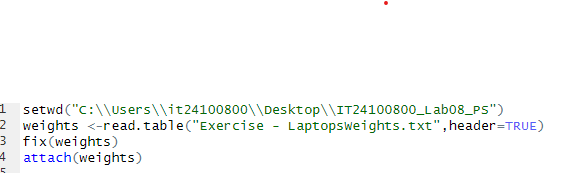 1 setwd("C:\\Users\\it24100800\\Desktop\\IT24100800_Lab08_PS")
2 weights <-read.table("Exercise - LaptopsWeights.txt",header=TRUE)
3 fix(weights)
4 attach(weights)
5